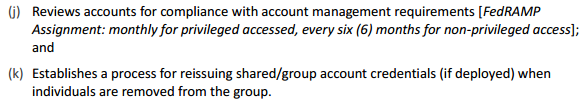 (j) Reviews accounts for compliance with account management requirements [FedRAMP
Assignment: monthly for privileged accessed, every six (6) months for non-privileged access];
and
(k) Establishes a process for reissuing shared/group account credentials (if deployed) when
individuals are removed from the group.